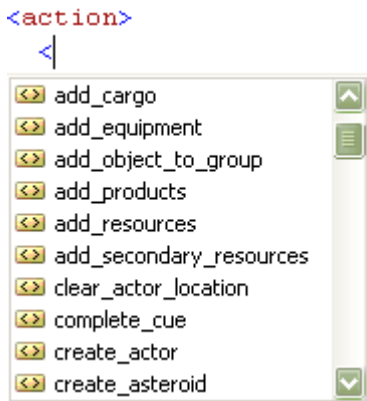 <action>
<
add_cargo
add_equipment
add_object_to_group
add_products
add_resources
add_secondary_resources
clear_actor_location
complete_cue
create_actor
create_asteroid